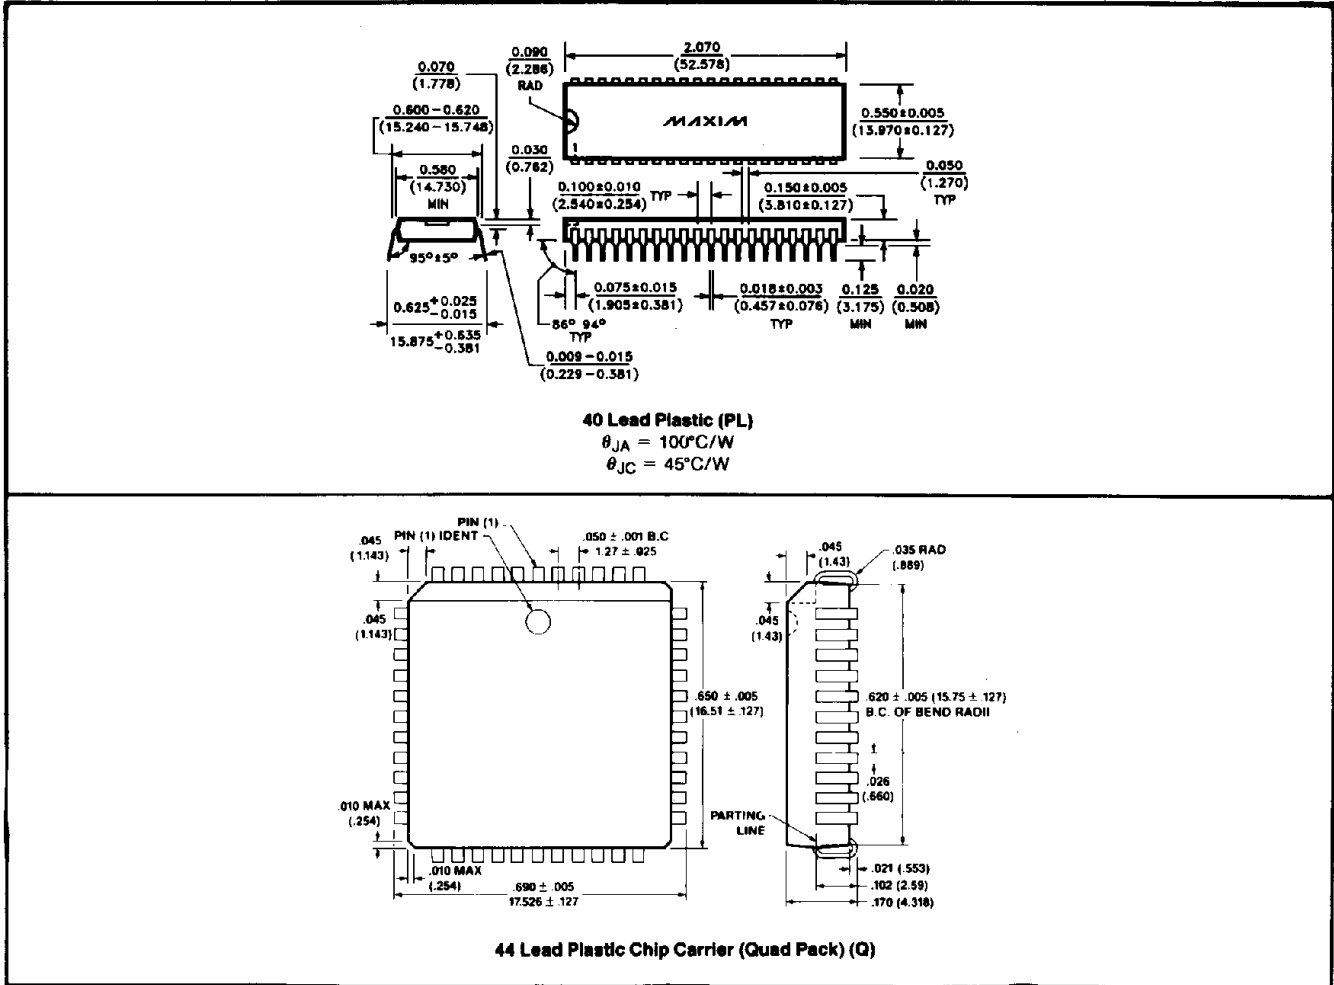 0.090
(2.286)
RAD
2.070
(52.578)
0.070
(1.778)
0.600-0.620
(15.240-15.748)
0.580
(14.730)
MIN
0.030
(0.762)
MAXIM
0.550±0.005
(13.970±0.127)
0.050
(1.270)
TYP
0.100±0.010
(2.540±0.254)
TYP
0.150±0.005
(3.810±0.127)
95°±5°
0.625+0.025
-0.015
15.875+0.635
-0.381
86° 94°
TYP
0.075±0.015
(1.905±0.381)
0.018±0.003
(0.457±0.076)
TYP
0.125
(3.175)
MIN
0.020
(0.508)
MIN
0.009-0.015
(0.229-0.381)
40 Lead Plastic (PL)
θJA = 100°C/W
θJC = 45°C/W
PIN (1)
PIN (1) IDENT
.045
(1.143)
.050 ± .001 B.C
1.27 ± .025
.045
(1.143)
.650 ± .005
(16.51 ± .127)
.010 MAX
(.254)
.010 MAX
(.254)
.690 ± .005
17.526 ± .127
.045
(1.43)
.035 RAD
(.889)
.045
(1.43)
.620 ± .005 (15.75 ± .127)
B.C. OF BEND RADII
.026
(.660)
PARTING
LINE
.021 (.553)
.102 (2.59)
.170 (4.318)
44 Lead Plastic Chip Carrier (Quad Pack) (Q)